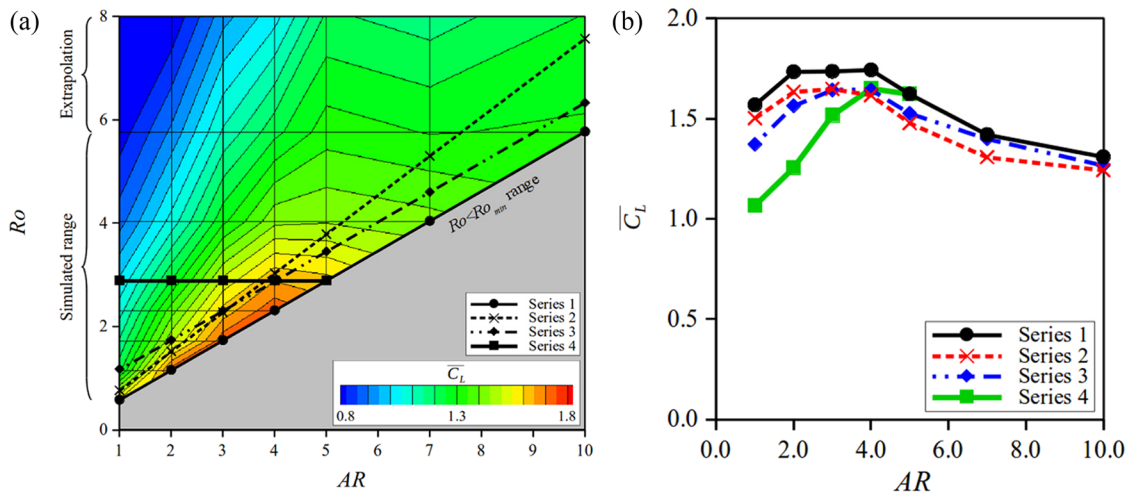 (a)
8
6
4
2
0
Ro
Extrapolation
Simulated range
Ro<Ro min range
Series 1
Series 2
Series 3
Series 4
C_L
0.8 1.3 1.8
1 2 3 4 5 6 7 8 9 10
AR
(b)
2.0
1.5
1.0
0.5
0.0
C_L
Series 1
Series 2
Series 3
Series 4
0.0 2.0 4.0 6.0 8.0 10.0
AR